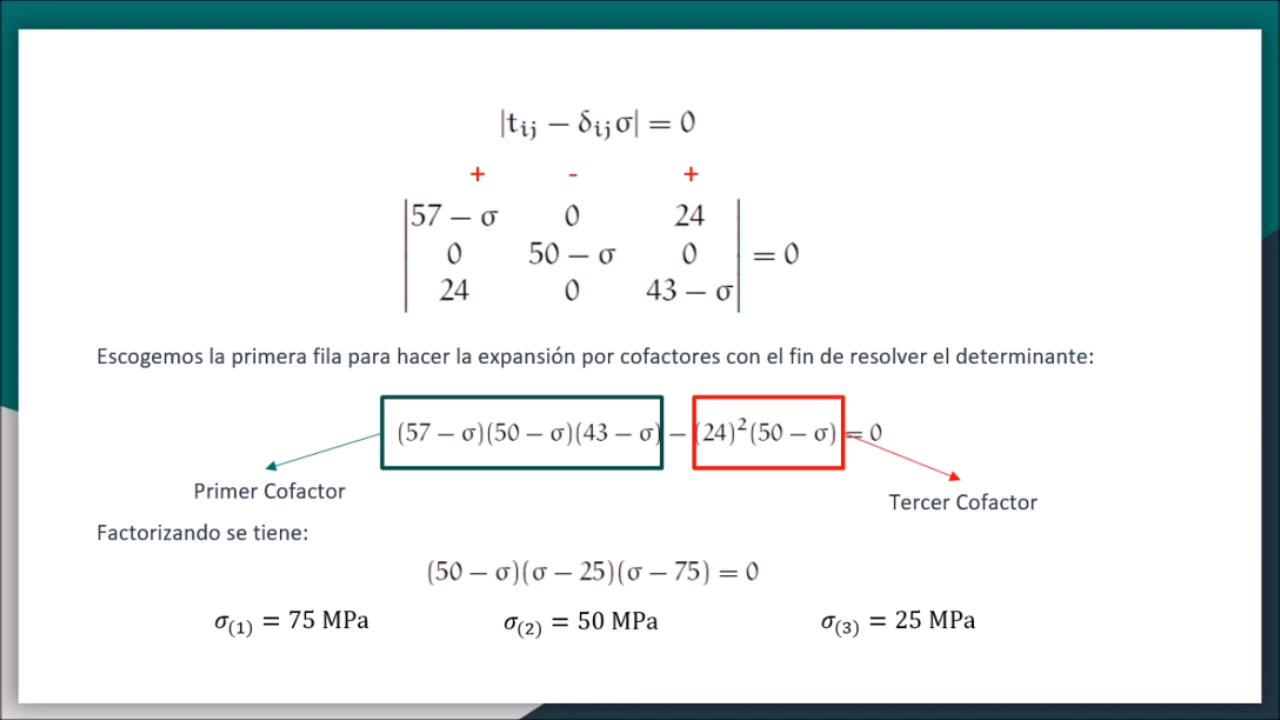 |tij − δijσ| = 0
+ - +
57 − σ 0 24
0 50 − σ 0 = 0
24 0 43 − σ
Escogemos la primera fila para hacer la expansión por cofactores con el fin de resolver el determinante:
(57 − σ)(50 − σ)(43 − σ) − (24)²(50 − σ) = 0
Primer Cofactor
Tercer Cofactor
Factorizando se tiene:
(50 − σ)(σ − 25)(σ − 75) = 0
σ(1) = 75 MPa σ(2) = 50 MPa σ(3) = 25 MPa